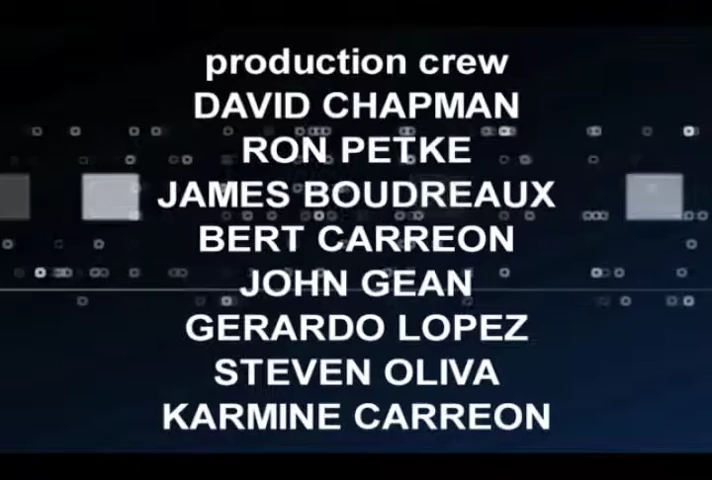 production crew
DAVID CHAPMAN
RON PETKE
JAMES BOUDREAUX
BERT CARREON
JOHN GEAN
GERARDO LOPEZ
STEVEN OLIVA
KARMINE CARREON